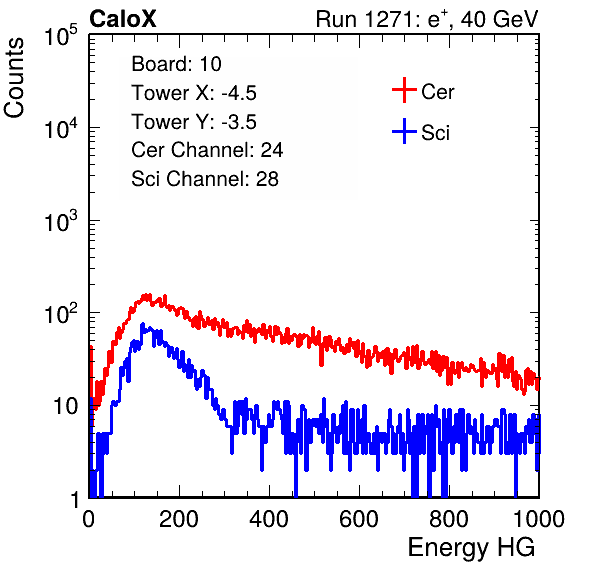 CaloX Run 1271: e⁺, 40 GeV
Counts
Board: 10
Tower X: -4.5
Tower Y: -3.5
Cer Channel: 24
Sci Channel: 28
Cer
Sci
10⁵
10⁴
10³
10²
10
1
0 200 400 600 800 1000
Energy HG